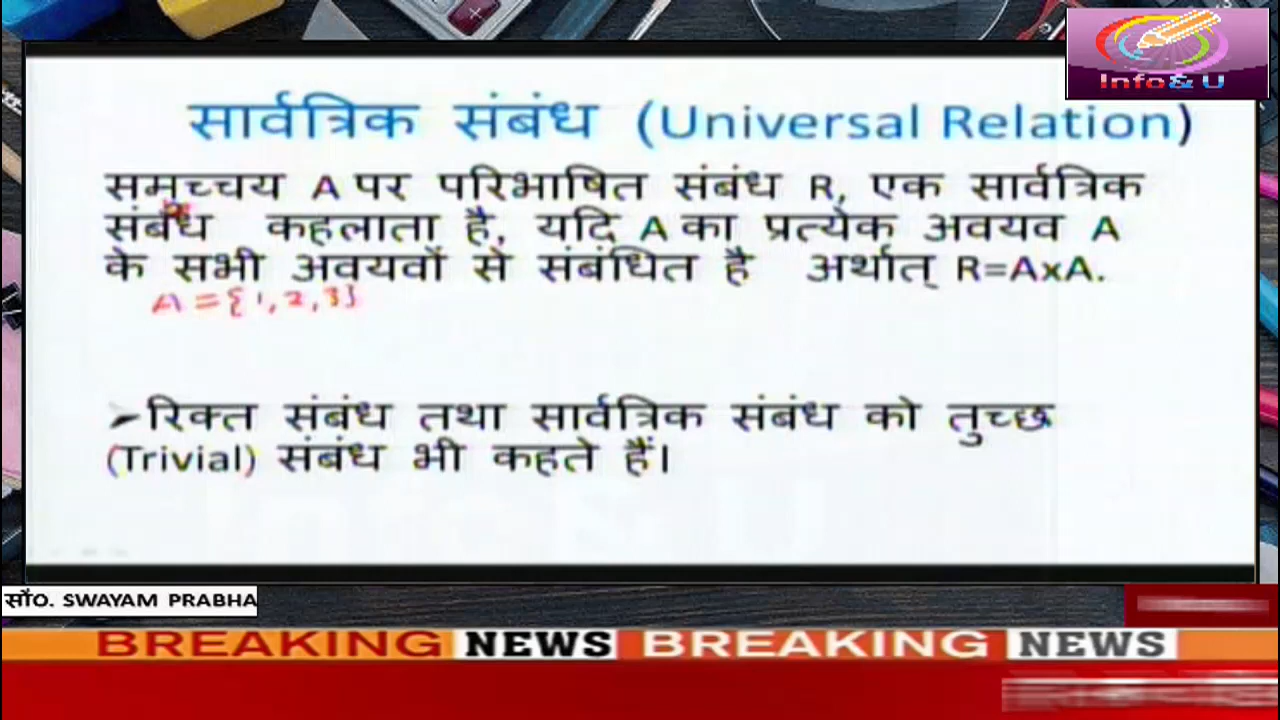 Info&U
सार्वत्रिक संबंध (Universal Relation)
समुच्चय A पर परिभाषित संबंध R, एक सार्वत्रिक
संबंध कहलाता है, यदि A का प्रत्येक अवयव A
के सभी अवयवों से संबंधित है अर्थात् R=AxA.
A = {1, 2, 3}
➢रिक्त संबंध तथा सार्वत्रिक संबंध को तुच्छ
(Trivial) संबंध भी कहते हैं।
सौ0. SWAYAM PRABHA
BREAKING NEWS BREAKING NEWS